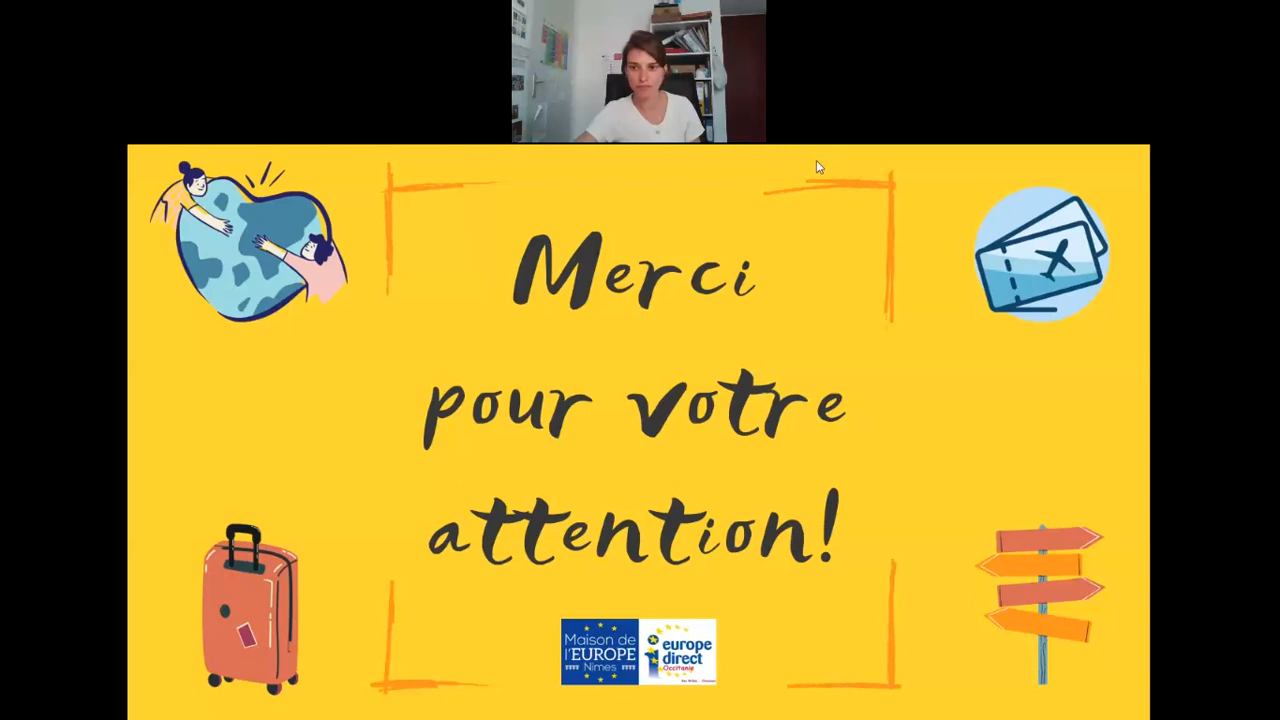 Merci
pour votre
attention!
Maison de
l'EUROPE
Nîmes
europe
direct
Occitanie